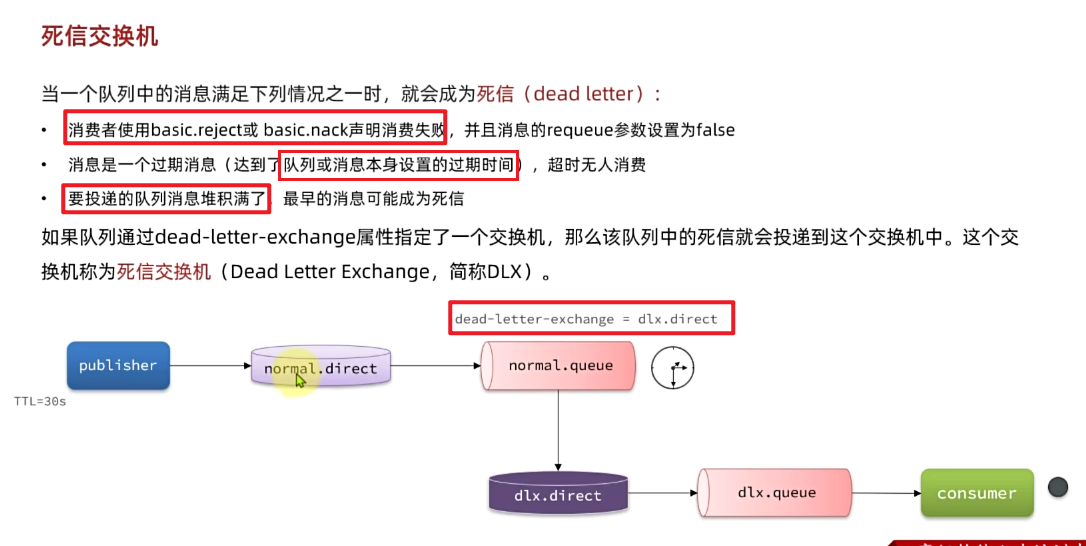 死信交换机
当一个队列中的消息满足下列情况之一时，就会成为死信（dead letter）：
• 消费者使用basic.reject或 basic.nack声明消费失败，并且消息的requeue参数设置为false
• 消息是一个过期消息（达到了队列或消息本身设置的过期时间），超时无人消费
• 要投递的队列消息堆积满了，最早的消息可能成为死信
如果队列通过dead-letter-exchange属性指定了一个交换机，那么该队列中的死信就会投递到这个交换机中。这个交
换机称为死信交换机（Dead Letter Exchange，简称DLX）。
dead-letter-exchange = dlx.direct
publisher
normal.direct
normal.queue
TTL=30s
dlx.direct
dlx.queue
consumer